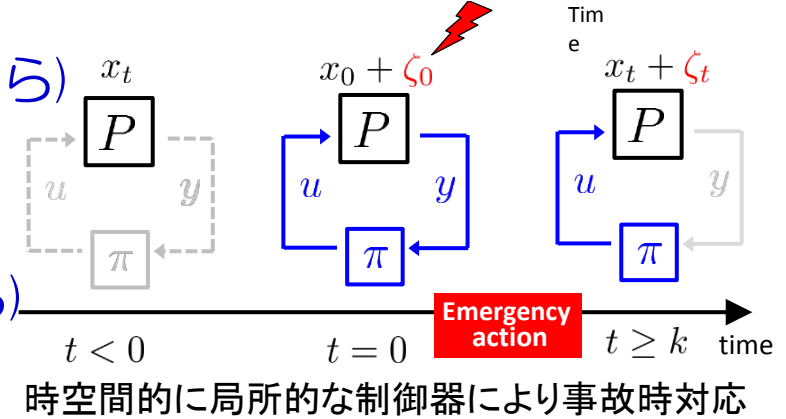 Tim
e
ら)
x_t
x_0 + ζ_0
x_t + ζ_t
P
P
P
u
y
u
y
u
y
π
π
π
)
Emergency
action
t < 0
t = 0
t ≥ k
time
時空間的に局所的な制御器により事故時対応